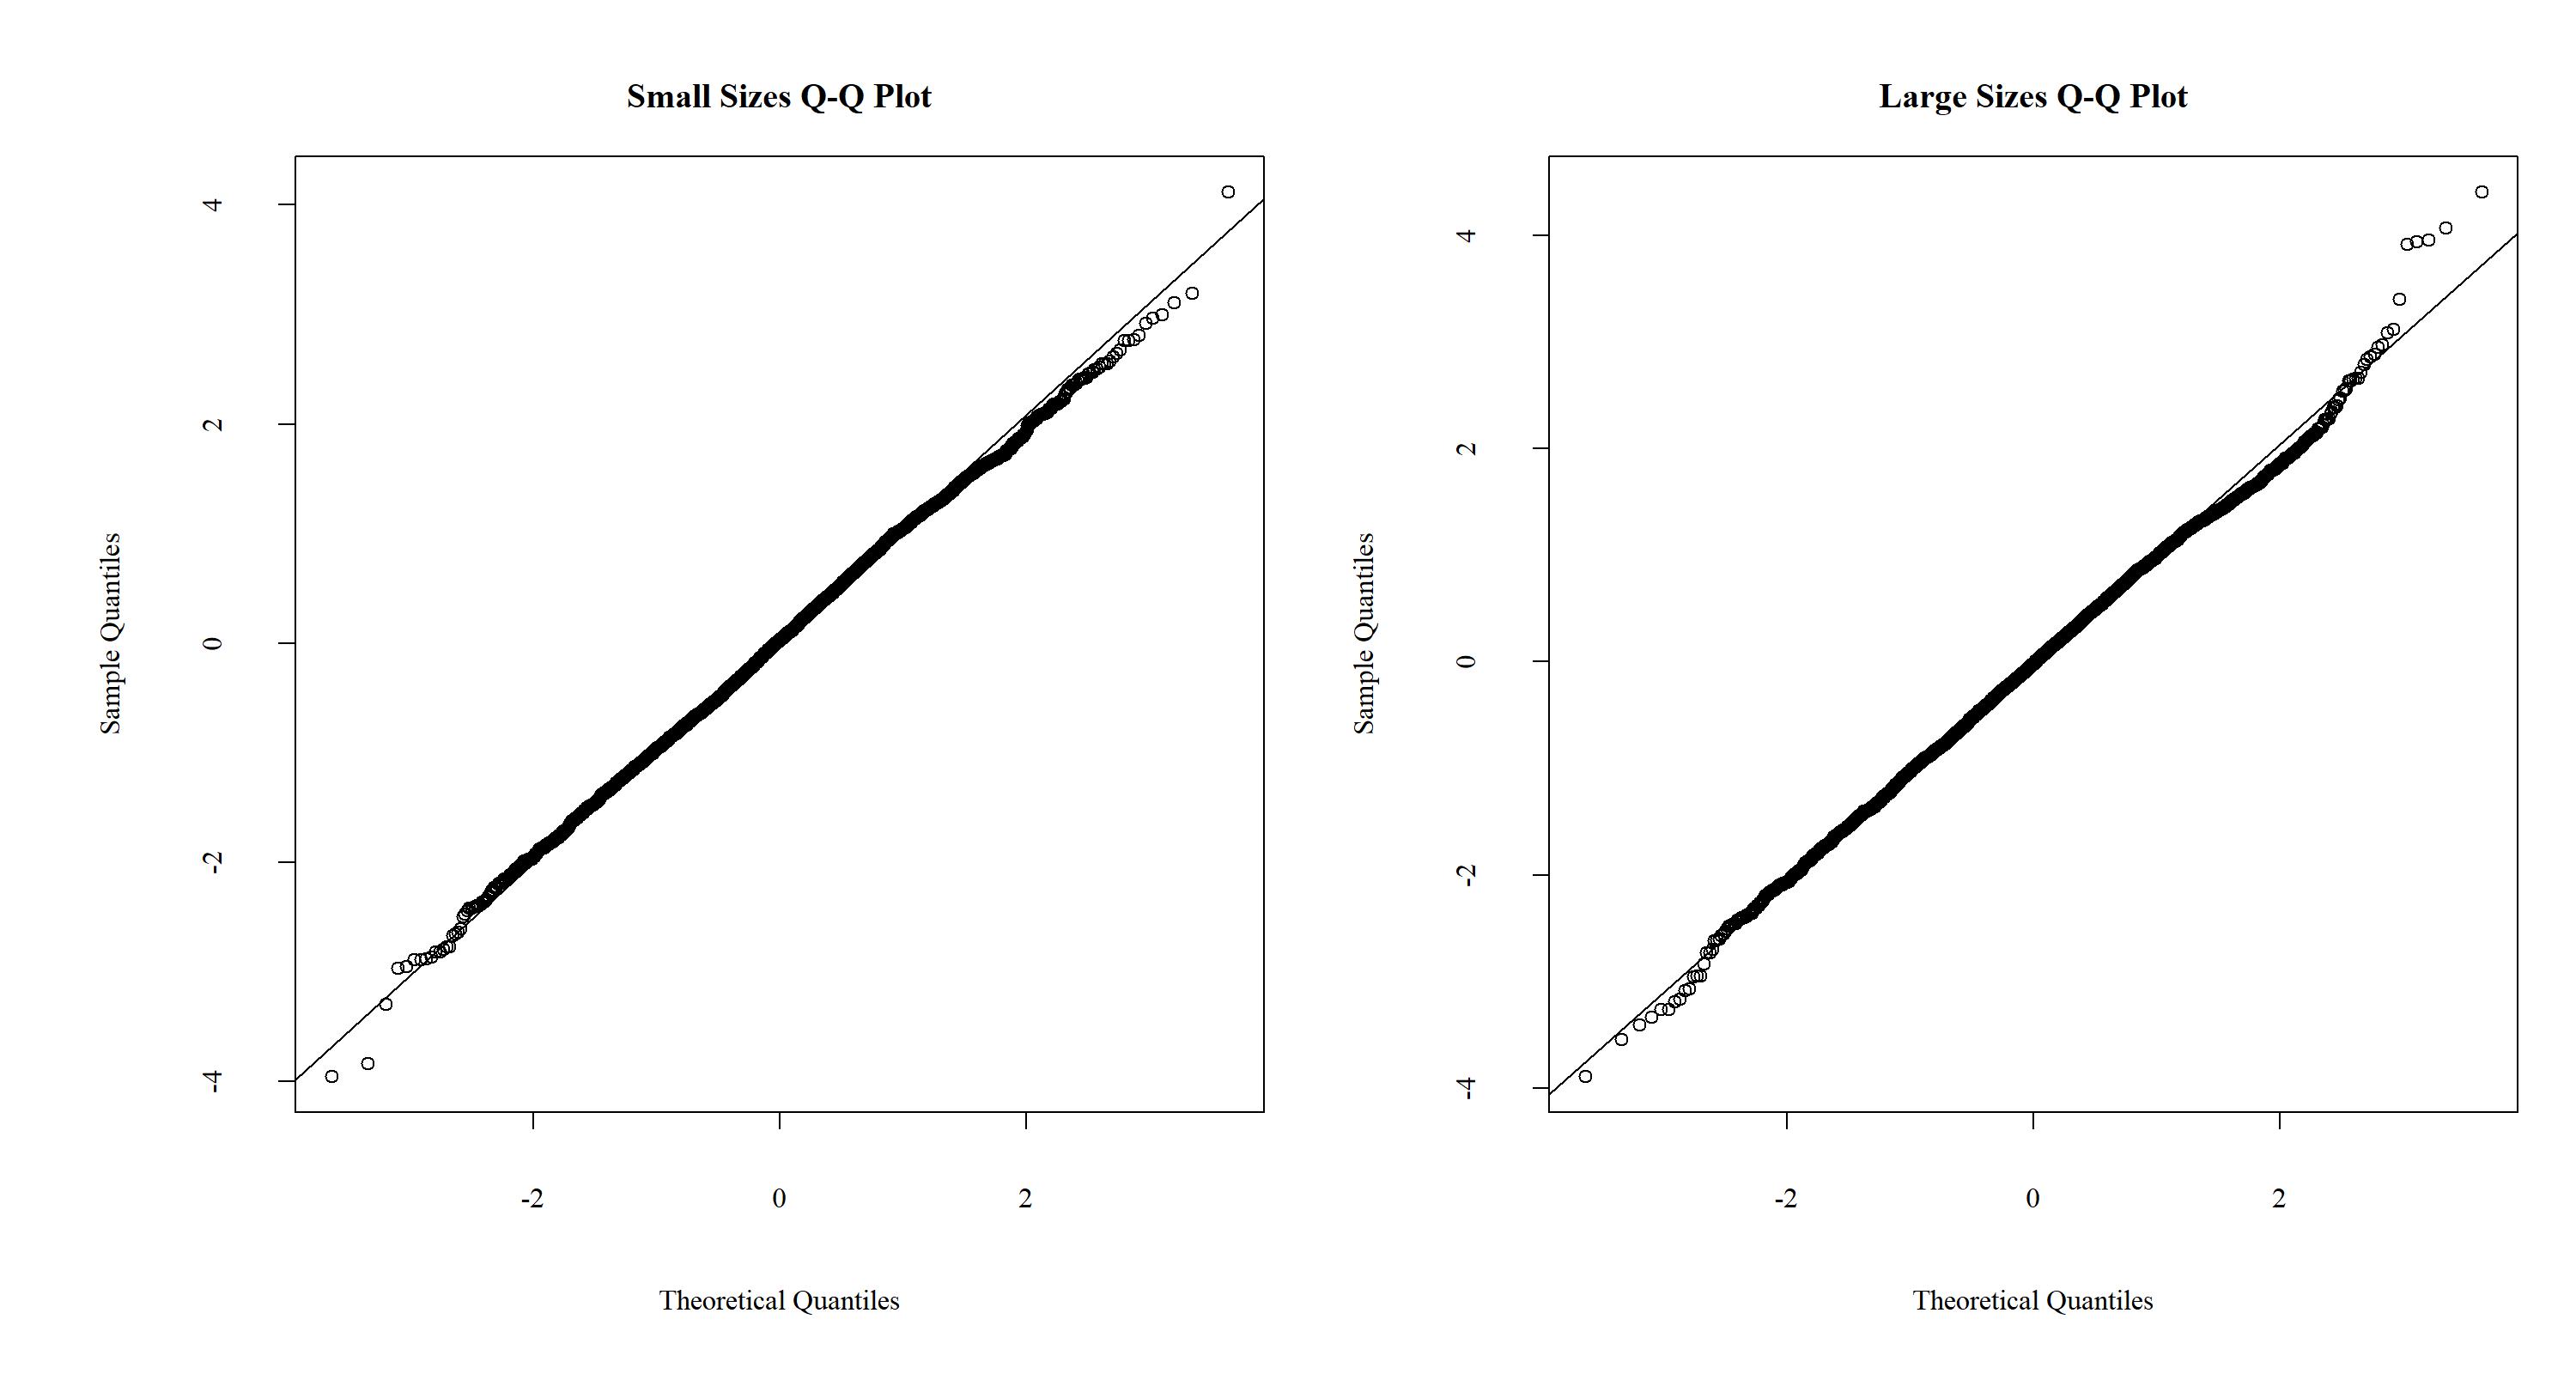 Small Sizes Q-Q Plot
Sample Quantiles
4
2
0
-2
-4
-2 0 2
Theoretical Quantiles
Large Sizes Q-Q Plot
Sample Quantiles
4
2
0
-2
-4
-2 0 2
Theoretical Quantiles